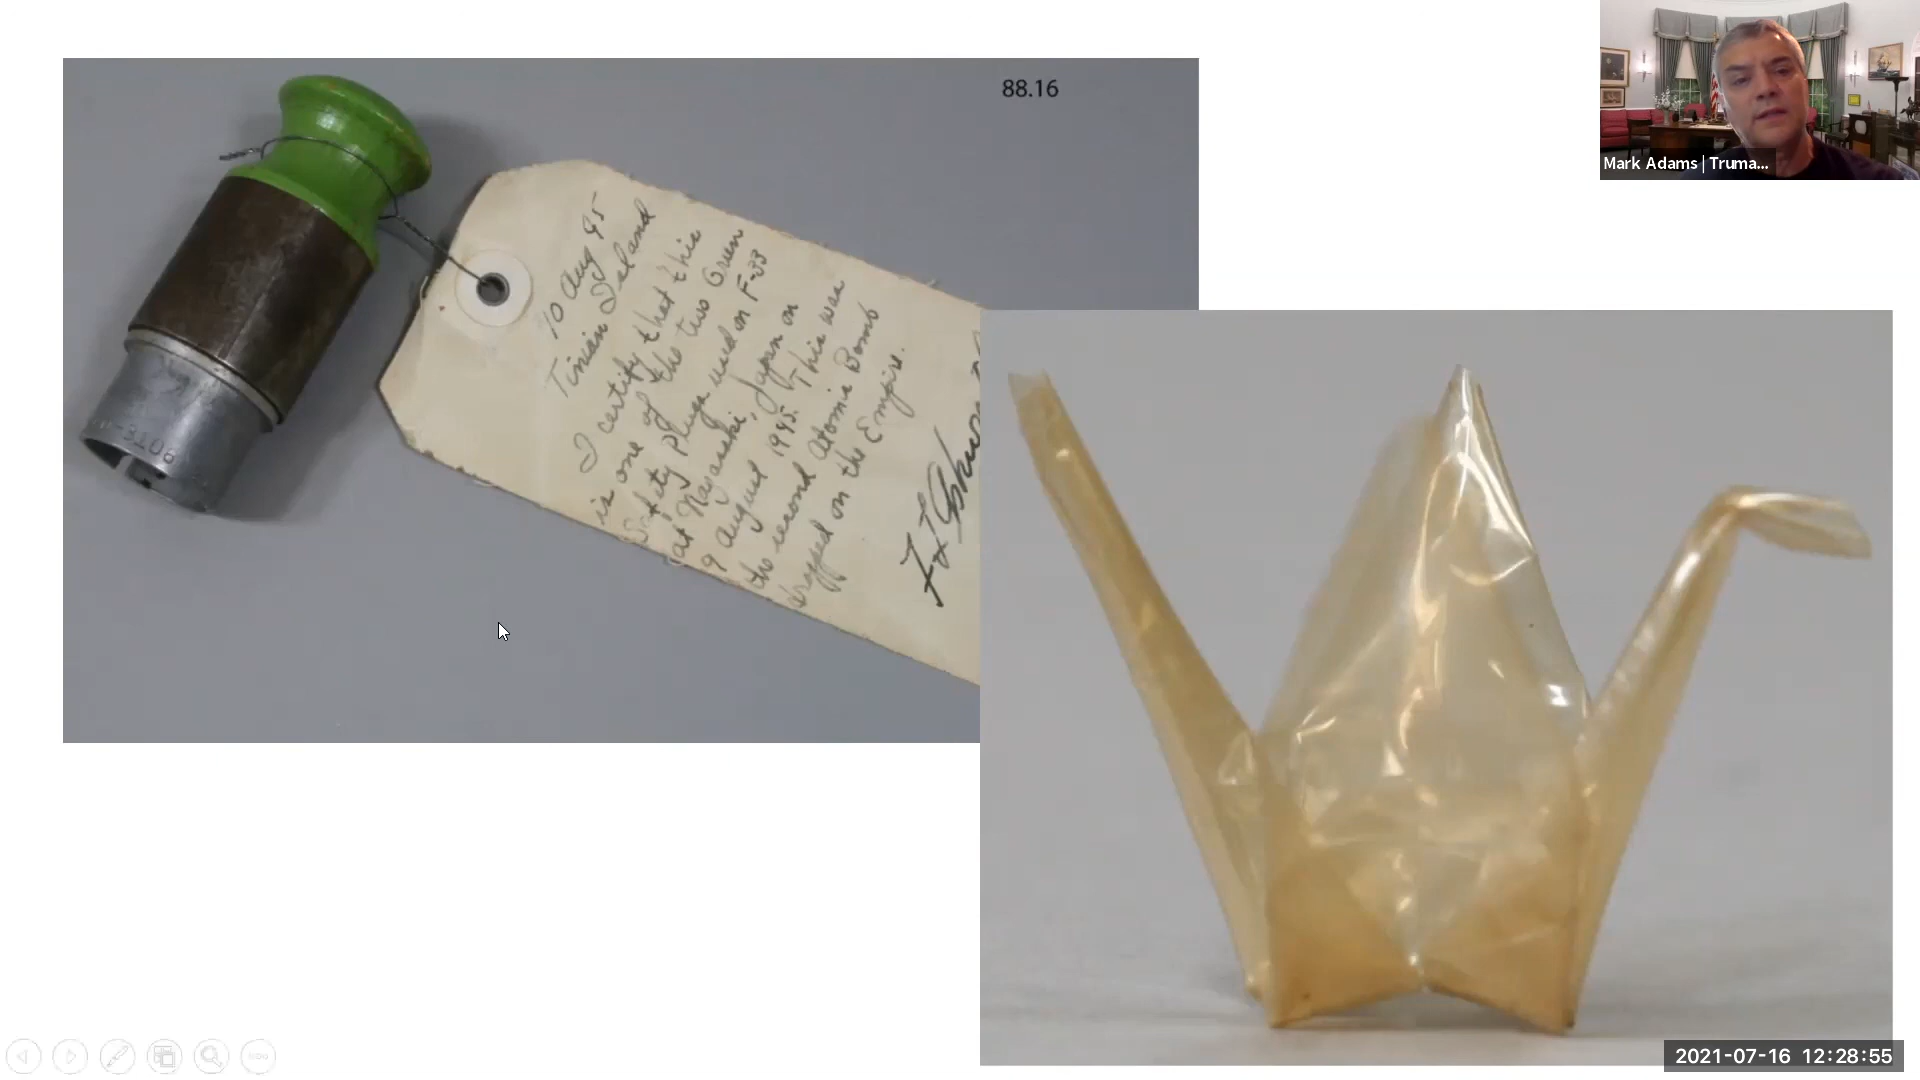 88.16
10 Aug 45
Tinian Island
I certify that this
is one of the two Green
Safety Plugs used on F-33
at Nagasaki, Japan on
9 August 1945. This was
the second Atomic Bomb
dropped on the Empire.
Mark Adams | Truma...
2021-07-16 12:28:55